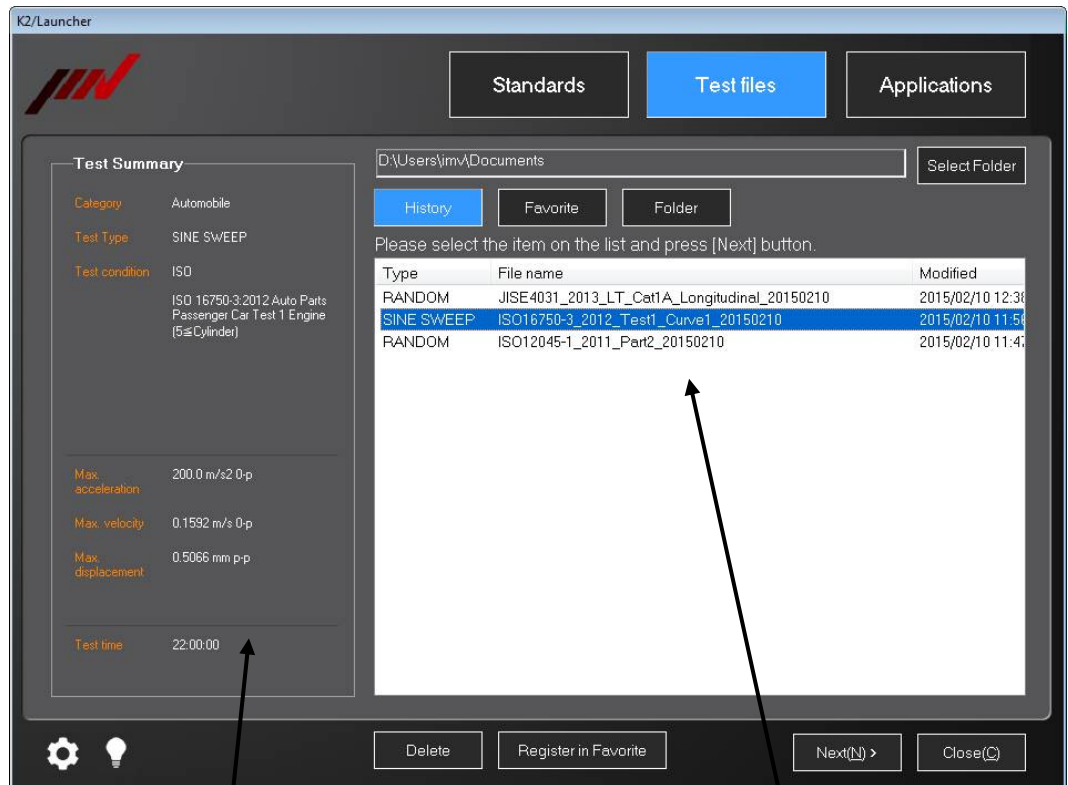 K2/Launcher
Standards
Test files
Applications
Test Summary
Category Automobile
Test Type SINE SWEEP
Test condition ISO
ISO 16750-3:2012 Auto Parts
Passenger Car Test 1 Engine
(5≦Cylinder)
Max.
acceleration 200.0 m/s2 0-p
Max. velocity 0.1592 m/s 0-p
Max.
displacement 0.5066 mm p-p
Test time 22:00:00
D:\Users\imv\Documents
Select Folder
History Favorite Folder
Please select the item on the list and press [Next] button.
Type File name Modified
RANDOM JISE4031_2013_LT_Cat1A_Longitudinal_20150210 2015/02/10 12:38
SINE SWEEP ISO16750-3_2012_Test1_Curve1_20150210 2015/02/10 11:56
RANDOM ISO12045-1_2011_Part2_20150210 2015/02/10 11:47
Delete Register in Favorite Next(N) > Close(C)